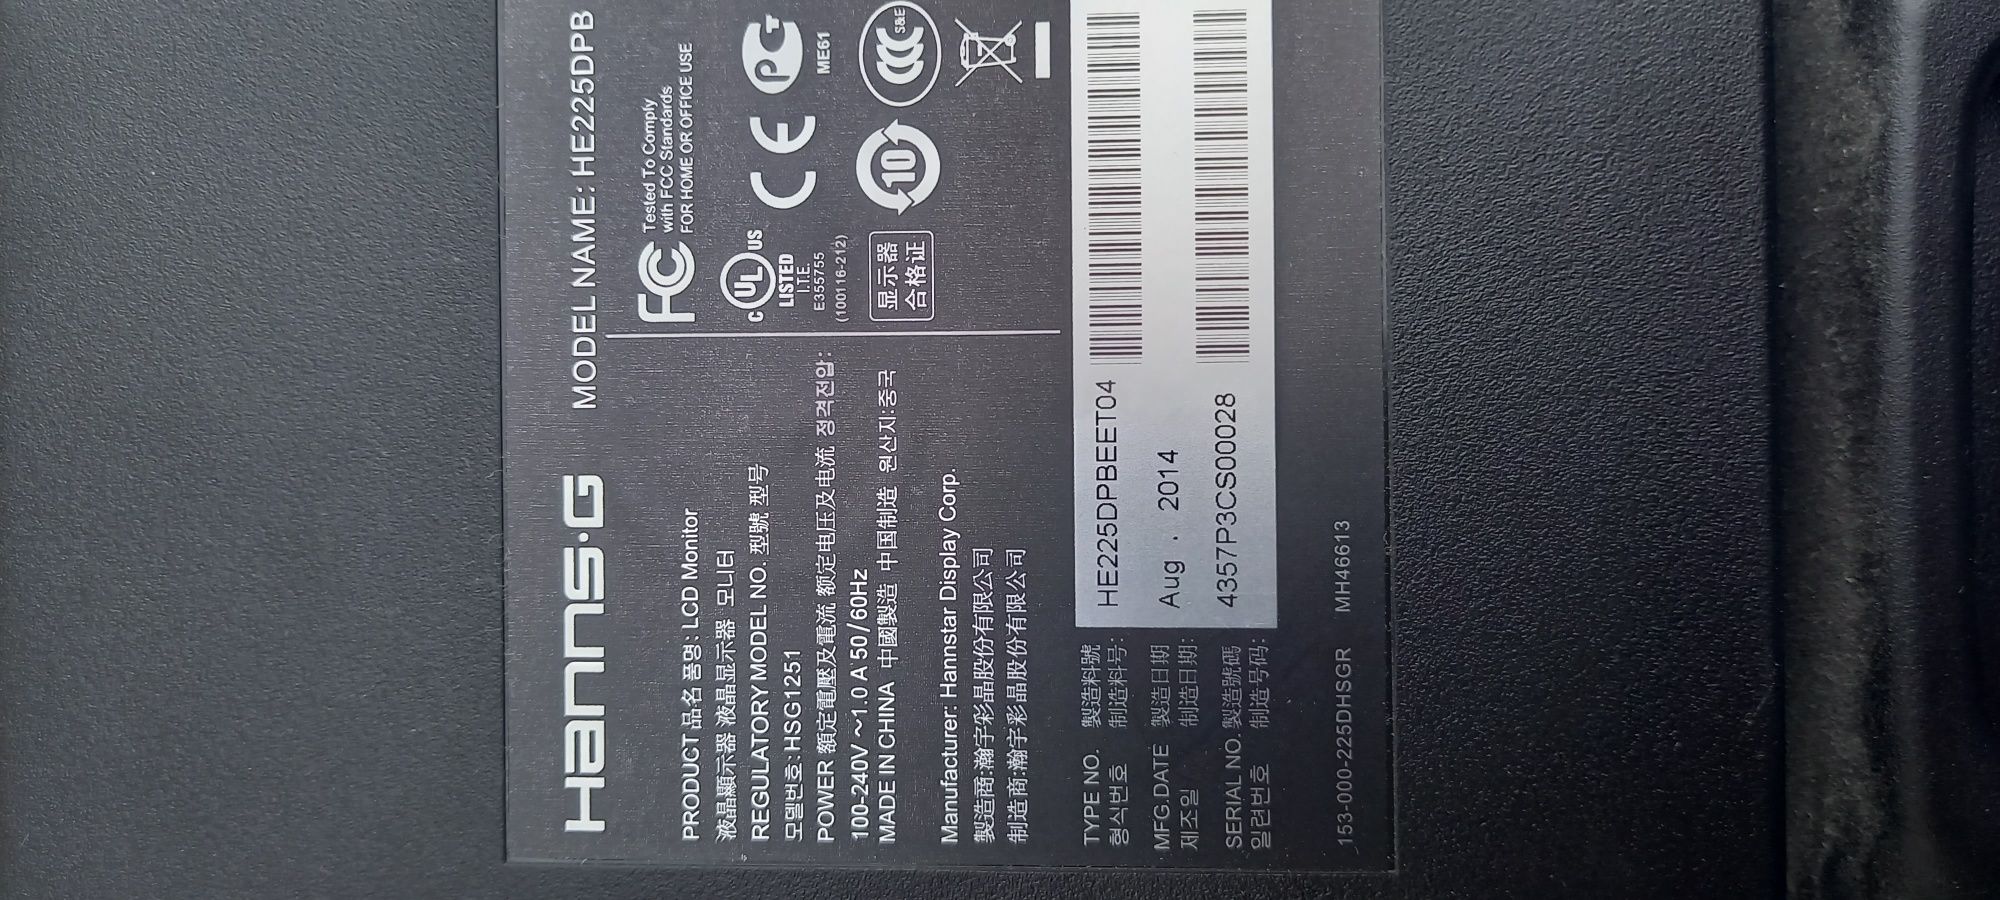 Hanns·G
MODEL NAME: HE225DPB
PRODUCT 品名 품명: LCD Monitor
液晶顯示器 液晶显示器 모니터
REGULATORY MODEL NO. 型號 型号
모델번호: HSG1251
POWER 額定電壓及電流 额定电压及电流 정격전압:
100-240V ~1.0 A 50/60Hz
MADE IN CHINA 中國製造 中国制造 원산지:중국
Manufacturer: Hannstar Display Corp.
製造商:瀚宇彩晶股份有限公司
制造商:瀚宇彩晶股份有限公司
FC Tested To Comply
with FCC Standards
FOR HOME OR OFFICE USE
c UL us
LISTED
I.T.E.
E355755
(100116-212)
CE
PCT
ME61
显示器
合格证
10
CCC S&E
TYPE NO. 製造料號 HE225DPBEET04
형식번호 制造料号:
MFG.DATE 製造日期 Aug . 2014
제조일 制造日期:
SERIAL NO. 製造號碼 4357P3CS00028
일련번호 制造号码:
153-000-225DHSGR MH46613